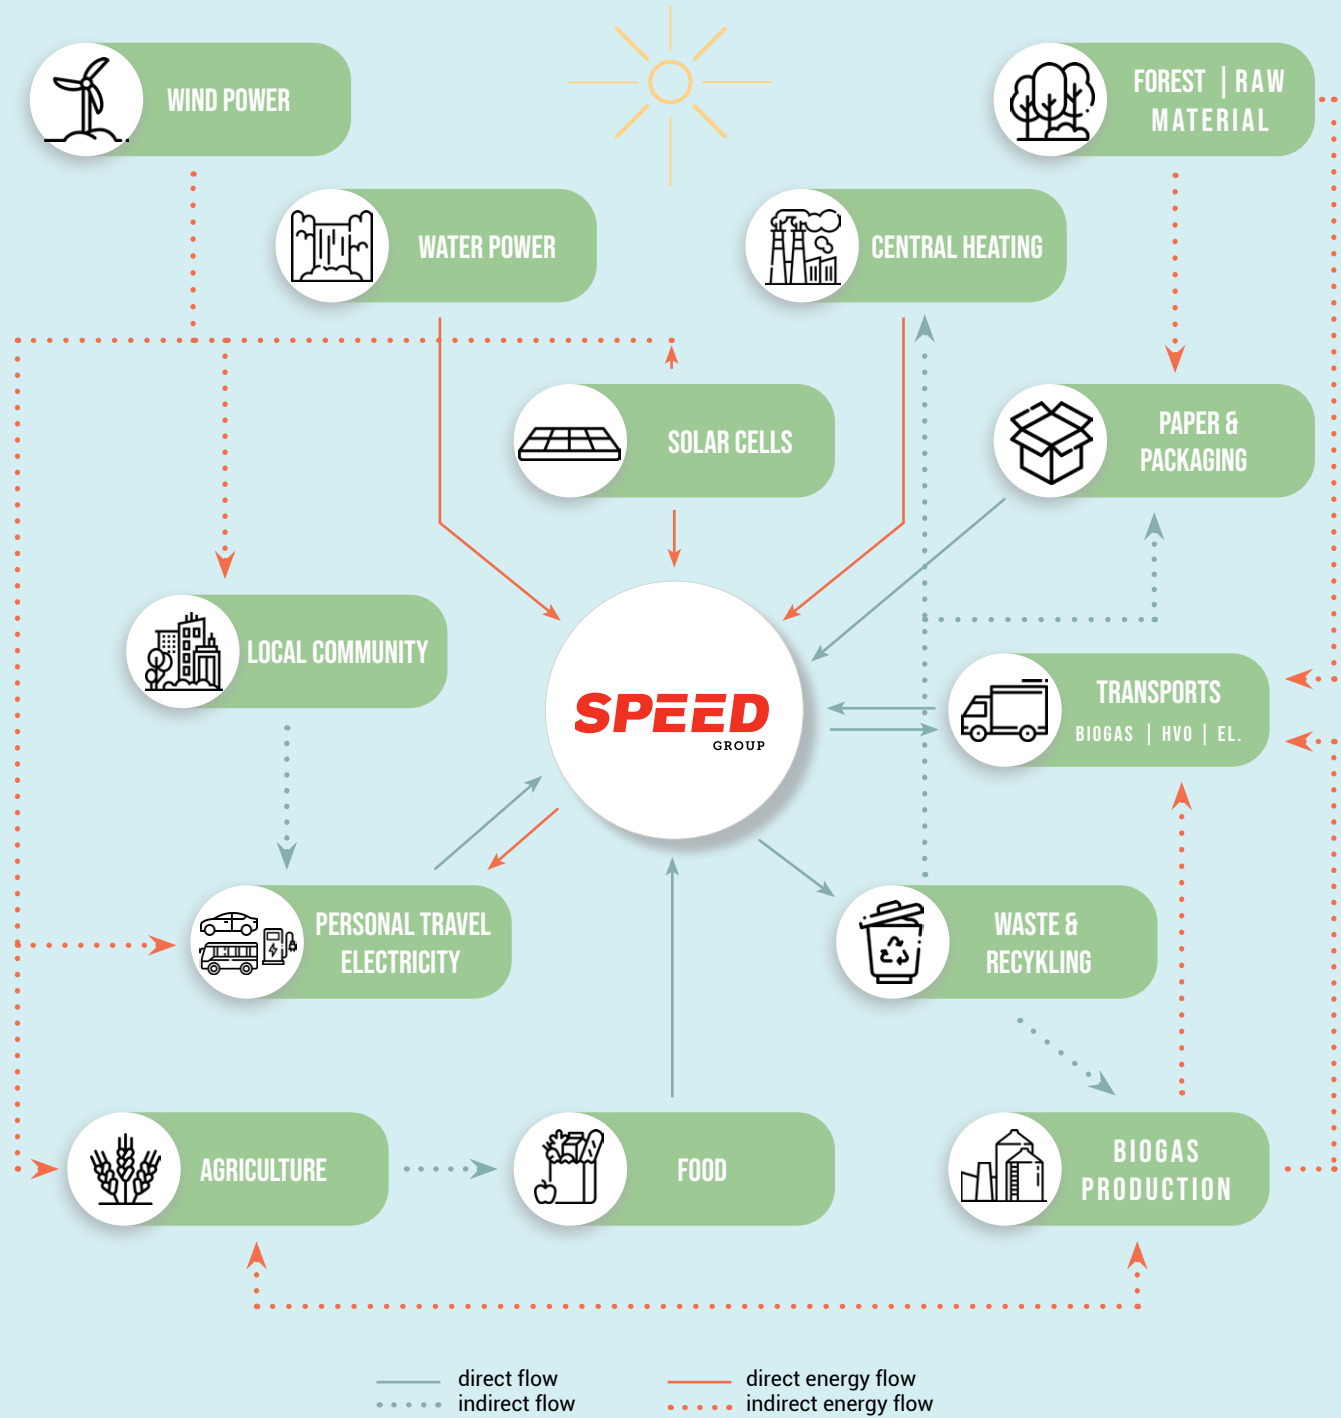 WIND POWER
FOREST | RAW
MATERIAL
WATER POWER
CENTRAL HEATING
SOLAR CELLS
PAPER &
PACKAGING
LOCAL COMMUNITY
SPEED
GROUP
TRANSPORTS
BIOGAS | HVO | EL.
PERSONAL TRAVEL
ELECTRICITY
WASTE &
RECYKLING
AGRICULTURE
FOOD
BIOGAS
PRODUCTION
direct flow
indirect flow
direct energy flow
indirect energy flow